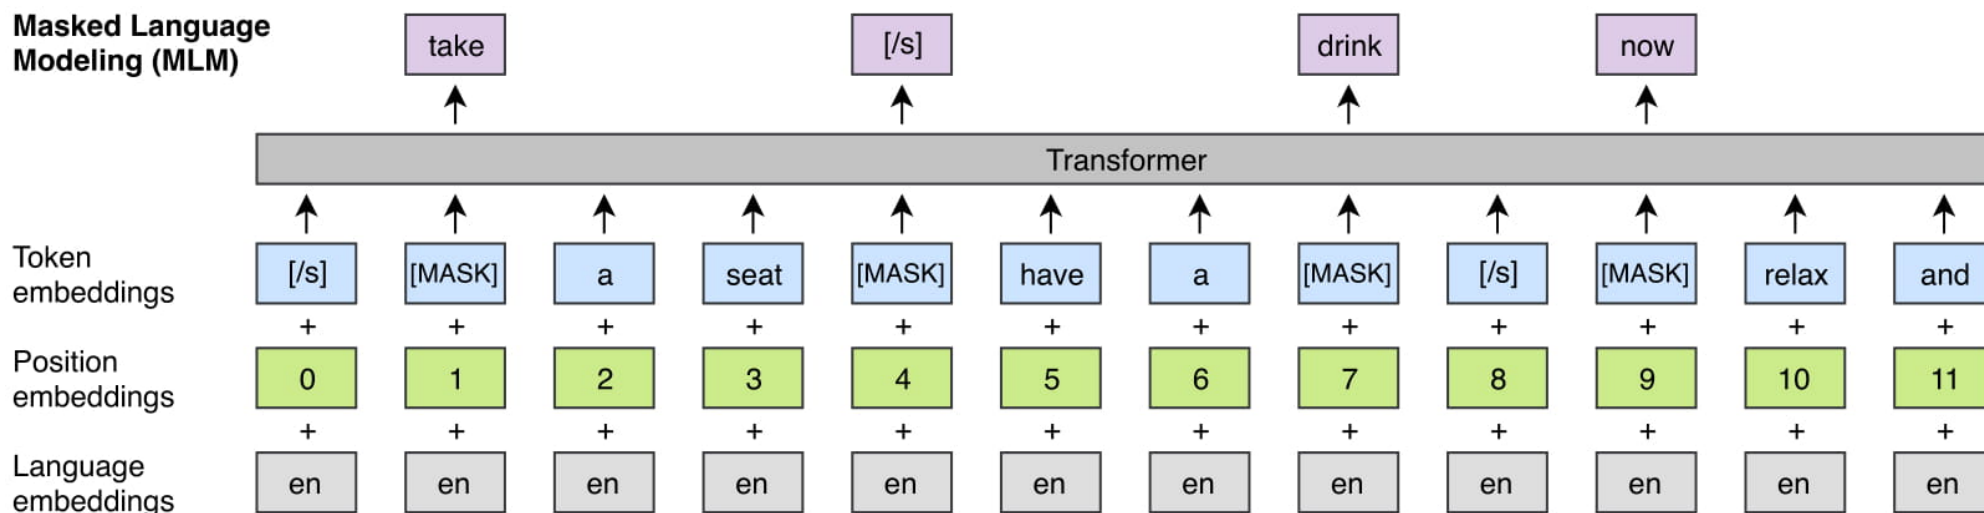 Masked Language
Modeling (MLM)
take [/s] drink now
Transformer
Token
embeddings
[/s] [MASK] a seat [MASK] have a [MASK] [/s] [MASK] relax and
+ + + + + + + + + + + +
Position
embeddings
0 1 2 3 4 5 6 7 8 9 10 11
+ + + + + + + + + + + +
Language
embeddings
en en en en en en en en en en en en